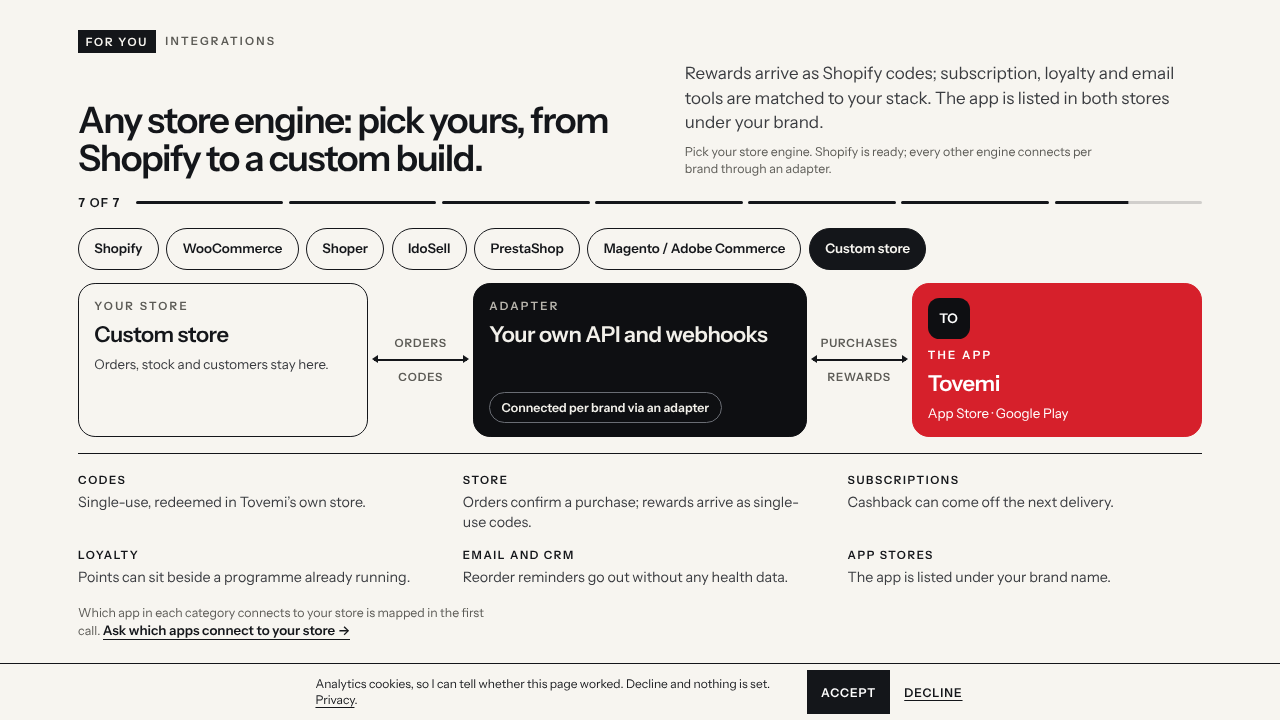 FOR YOU INTEGRATIONS
Any store engine: pick yours, from
Shopify to a custom build.
Rewards arrive as Shopify codes; subscription, loyalty and email
tools are matched to your stack. The app is listed in both stores
under your brand.
Pick your store engine. Shopify is ready; every other engine connects per
brand through an adapter.
7 OF 7
Shopify WooCommerce Shoper IdoSell PrestaShop Magento / Adobe Commerce Custom store
YOUR STORE
Custom store
Orders, stock and customers stay here.
ORDERS
CODES
ADAPTER
Your own API and webhooks
Connected per brand via an adapter
PURCHASES
REWARDS
TO
THE APP
Tovemi
App Store · Google Play
CODES
Single-use, redeemed in Tovemi’s own store.
STORE
Orders confirm a purchase; rewards arrive as single-
use codes.
SUBSCRIPTIONS
Cashback can come off the next delivery.
LOYALTY
Points can sit beside a programme already running.
EMAIL AND CRM
Reorder reminders go out without any health data.
APP STORES
The app is listed under your brand name.
Which app in each category connects to your store is mapped in the first
call. Ask which apps connect to your store →
Analytics cookies, so I can tell whether this page worked. Decline and nothing is set.
Privacy.
ACCEPT DECLINE